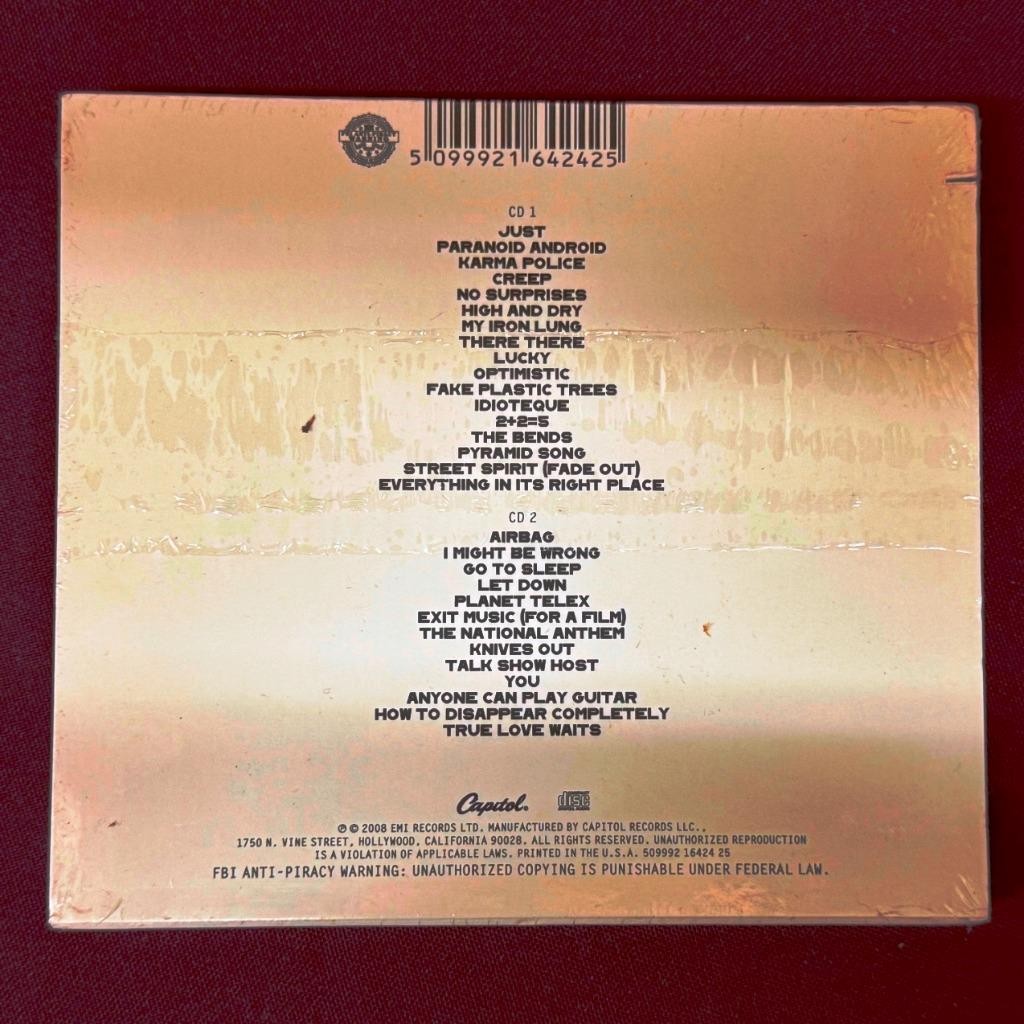 5 099921 642425
CD 1
JUST
PARANOID ANDROID
KARMA POLICE
CREEP
NO SURPRISES
HIGH AND DRY
MY IRON LUNG
THERE THERE
LUCKY
OPTIMISTIC
FAKE PLASTIC TREES
IDIOTEQUE
2+2=5
THE BENDS
PYRAMID SONG
STREET SPIRIT (FADE OUT)
EVERYTHING IN ITS RIGHT PLACE
CD 2
AIRBAG
I MIGHT BE WRONG
GO TO SLEEP
LET DOWN
PLANET TELEX
EXIT MUSIC (FOR A FILM)
THE NATIONAL ANTHEM
KNIVES OUT
TALK SHOW HOST
YOU
ANYONE CAN PLAY GUITAR
HOW TO DISAPPEAR COMPLETELY
TRUE LOVE WAITS
Capitol. disc
℗ © 2008 EMI RECORDS LTD. MANUFACTURED BY CAPITOL RECORDS LLC.,
1750 N. VINE STREET, HOLLYWOOD, CALIFORNIA 90028. ALL RIGHTS RESERVED. UNAUTHORIZED REPRODUCTION
IS A VIOLATION OF APPLICABLE LAWS. PRINTED IN THE U.S.A. 509992 16424 25
FBI ANTI-PIRACY WARNING: UNAUTHORIZED COPYING IS PUNISHABLE UNDER FEDERAL LAW.